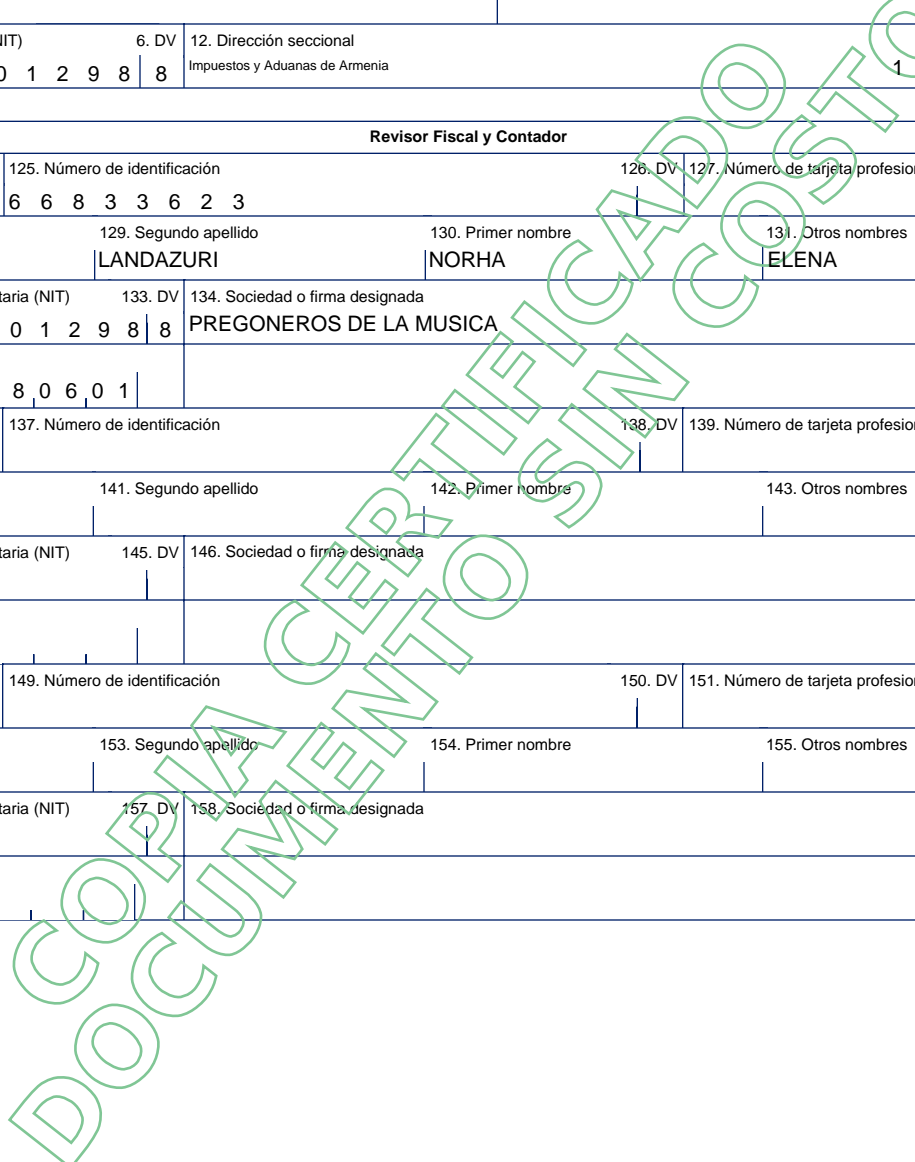 NIT) 6. DV 12. Dirección seccional
0 1 2 9 8 8 Impuestos y Aduanas de Armenia 1
Revisor Fiscal y Contador
125. Número de identificación 126. DV 127. Número de tarjeta profesion
6 6 8 3 3 6 2 3
129. Segundo apellido 130. Primer nombre 131. Otros nombres
LANDAZURI NORHA ELENA
taria (NIT) 133. DV 134. Sociedad o firma designada
0 1 2 9 8 8 PREGONEROS DE LA MUSICA
8 0 6 0 1
137. Número de identificación 138. DV 139. Número de tarjeta profesion
141. Segundo apellido 142. Primer nombre 143. Otros nombres
taria (NIT) 145. DV 146. Sociedad o firma designada
149. Número de identificación 150. DV 151. Número de tarjeta profesion
153. Segundo apellido 154. Primer nombre 155. Otros nombres
taria (NIT) 157. DV 158. Sociedad o firma designada
COPIA CERTIFICADO
DOCUMENTO SIN COSTO